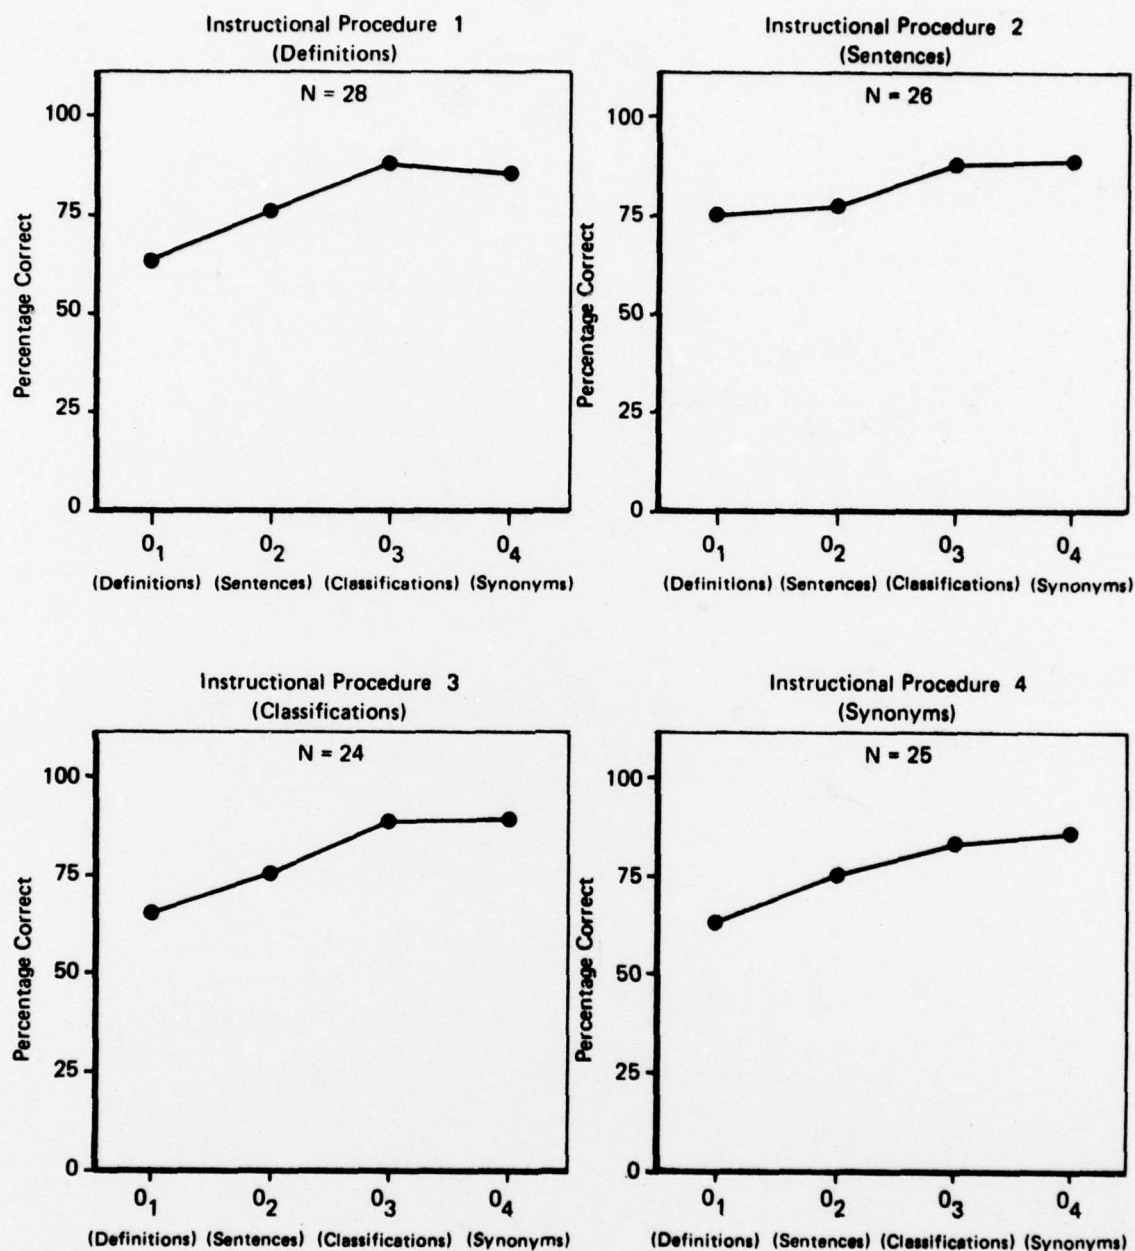 Instructional Procedure 1
(Definitions)
N = 28
100
75
50
25
0
Percentage Correct
O1 O2 O3 O4
(Definitions) (Sentences) (Classifications) (Synonyms)
Instructional Procedure 2
(Sentences)
N = 26
100
75
50
25
0
Percentage Correct
O1 O2 O3 O4
(Definitions) (Sentences) (Classifications) (Synonyms)
Instructional Procedure 3
(Classifications)
N = 24
100
75
50
25
0
Percentage Correct
O1 O2 O3 O4
(Definitions) (Sentences) (Classifications) (Synonyms)
Instructional Procedure 4
(Synonyms)
N = 25
100
75
50
25
0
Percentage Correct
O1 O2 O3 O4
(Definitions) (Sentences) (Classifications) (Synonyms)